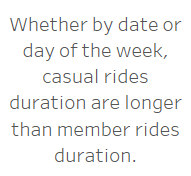 Whether by date or
day of the week,
casual rides
duration are longer
than member rides
duration.